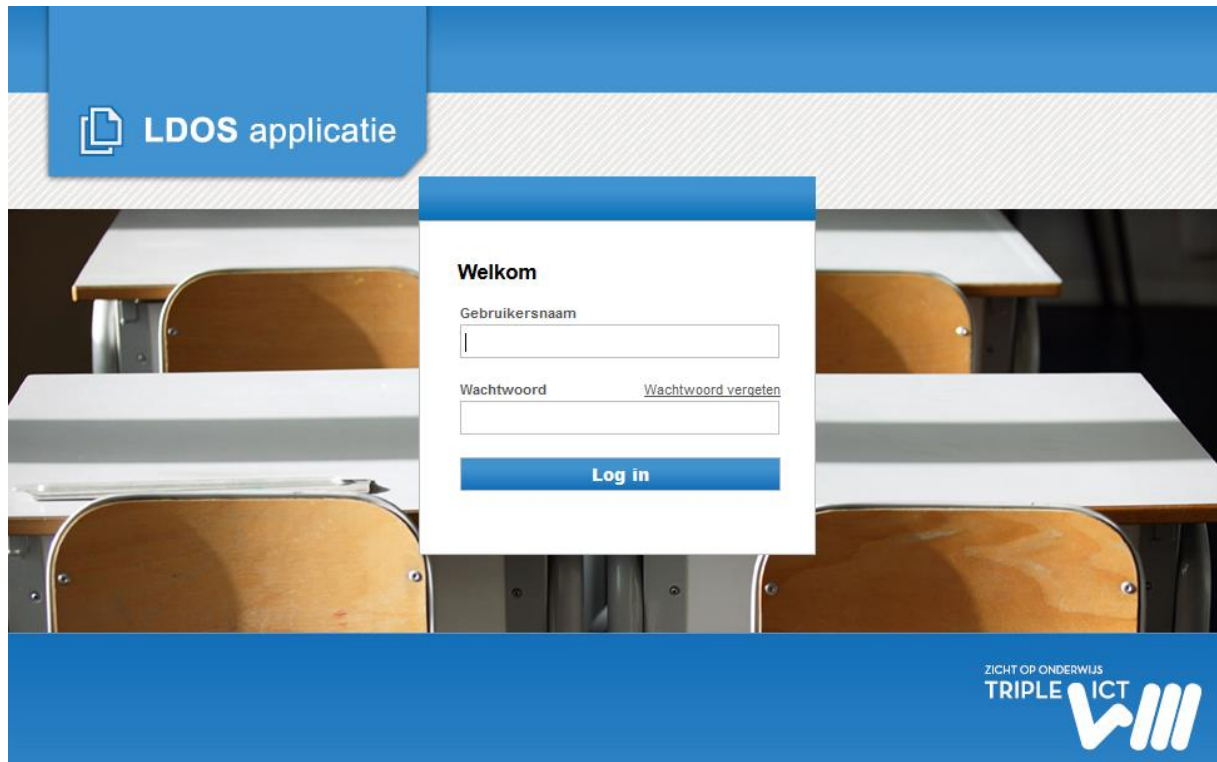 LDOS applicatie
Welkom
Gebruikersnaam
Wachtwoord Wachtwoord vergeten
Log in
ZICHT OP ONDERWIJS
TRIPLE ICT